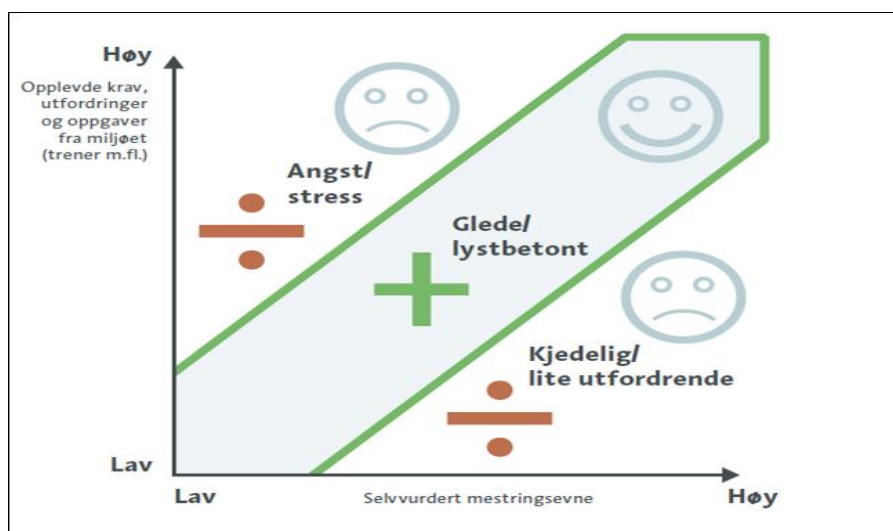 Høy
Opplevde krav,
utfordringer
og oppgaver
fra miljøet
(trener m.fl.)
Angst/
stress
Glede/
lystbetont
Kjedelig/
lite utfordrende
Lav
Lav
Selvvurdert mestringsevne
Høy